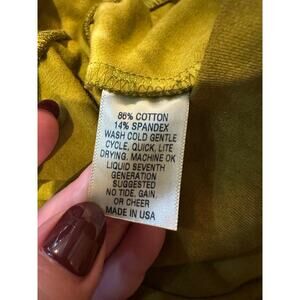 86% COTTON
14% SPANDEX
WASH COLD GENTLE
CYCLE, QUICK, LITE
DRYING. MACHINE OK
LIQUID SEVENTH
GENERATION
SUGGESTED
NO TIDE, GAIN,
OR CHEER
MADE IN USA